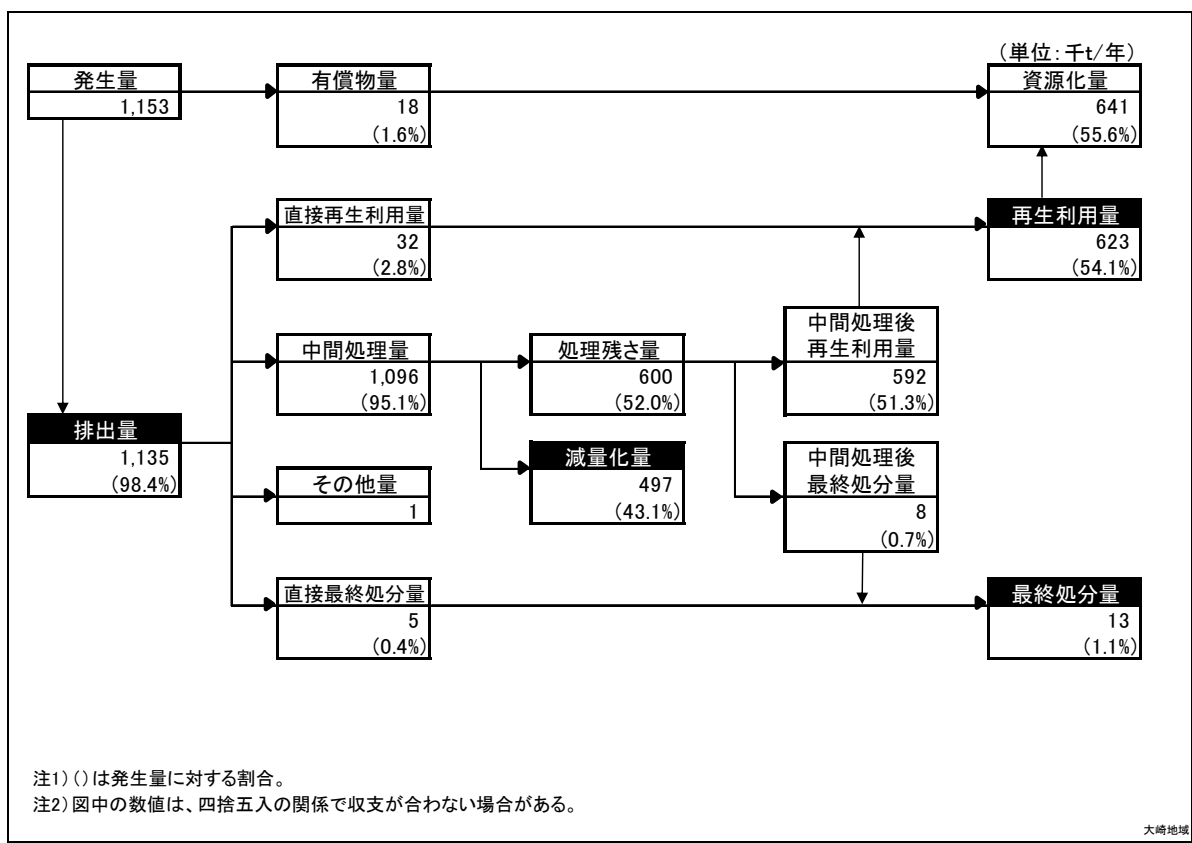 (単位:千t/年)
発生量
1,153
有償物量
18
(1.6%)
資源化量
641
(55.6%)
直接再生利用量
32
(2.8%)
再生利用量
623
(54.1%)
中間処理量
1,096
(95.1%)
処理残さ量
600
(52.0%)
中間処理後
再生利用量
592
(51.3%)
排出量
1,135
(98.4%)
減量化量
497
(43.1%)
中間処理後
最終処分量
8
(0.7%)
その他量
1
直接最終処分量
5
(0.4%)
最終処分量
13
(1.1%)
注1)()は発生量に対する割合。
注2)図中の数値は、四捨五入の関係で収支が合わない場合がある。
大崎地域